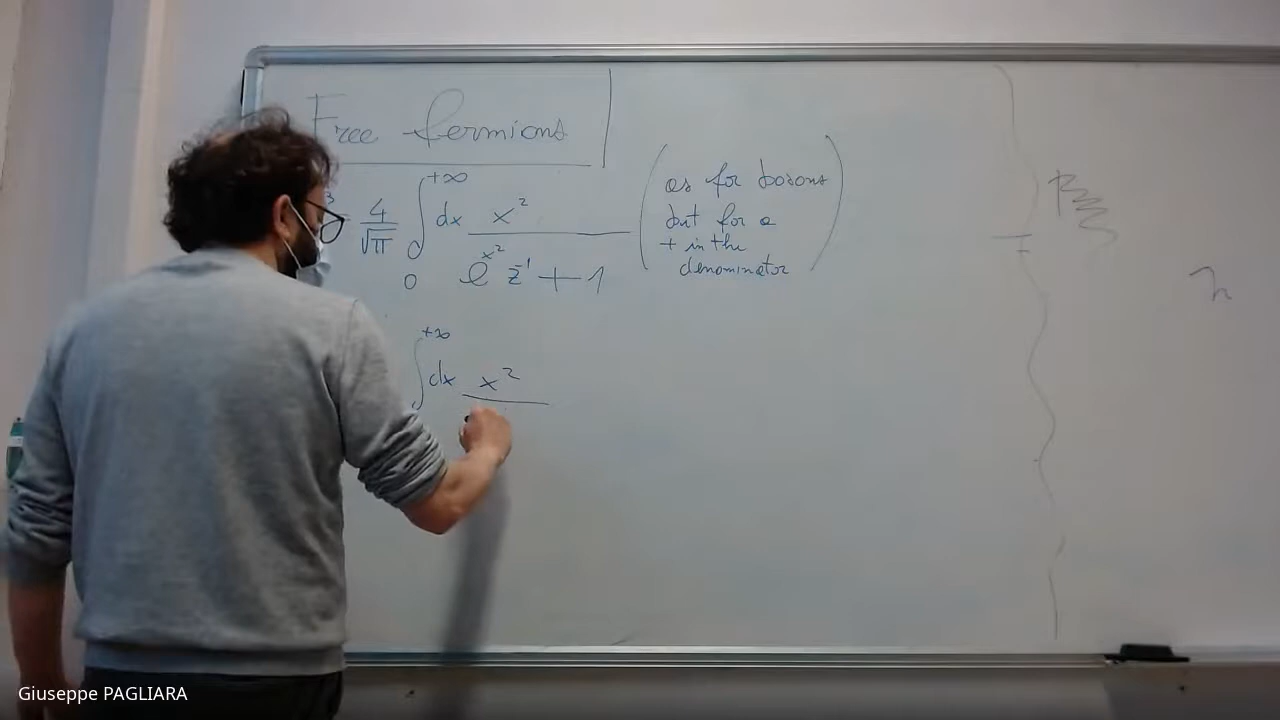 Free fermions
3 = 4/√π ∫₀^{+∞} dx x²/(e^{x²} z⁻¹ + 1)
(as for bosons
but for a
+ in the
denominator)
∫^{+∞} dx x²
Giuseppe PAGLIARA